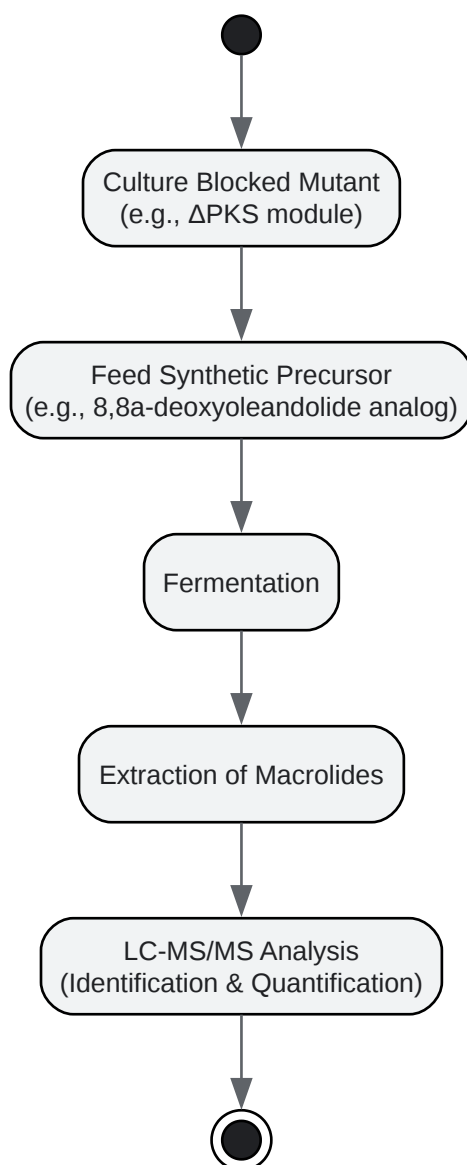 Culture Blocked Mutant
(e.g., ΔPKS module)
Feed Synthetic Precursor
(e.g., 8,8a-deoxyoleandolide analog)
Fermentation
Extraction of Macrolides
LC-MS/MS Analysis
(Identification & Quantification)